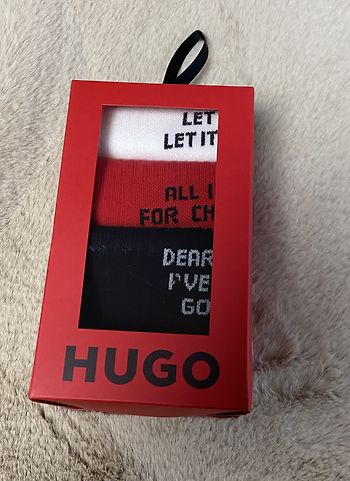 LET
LET IT
ALL I
FOR CH
DEAR
I'VE
GO
HUGO